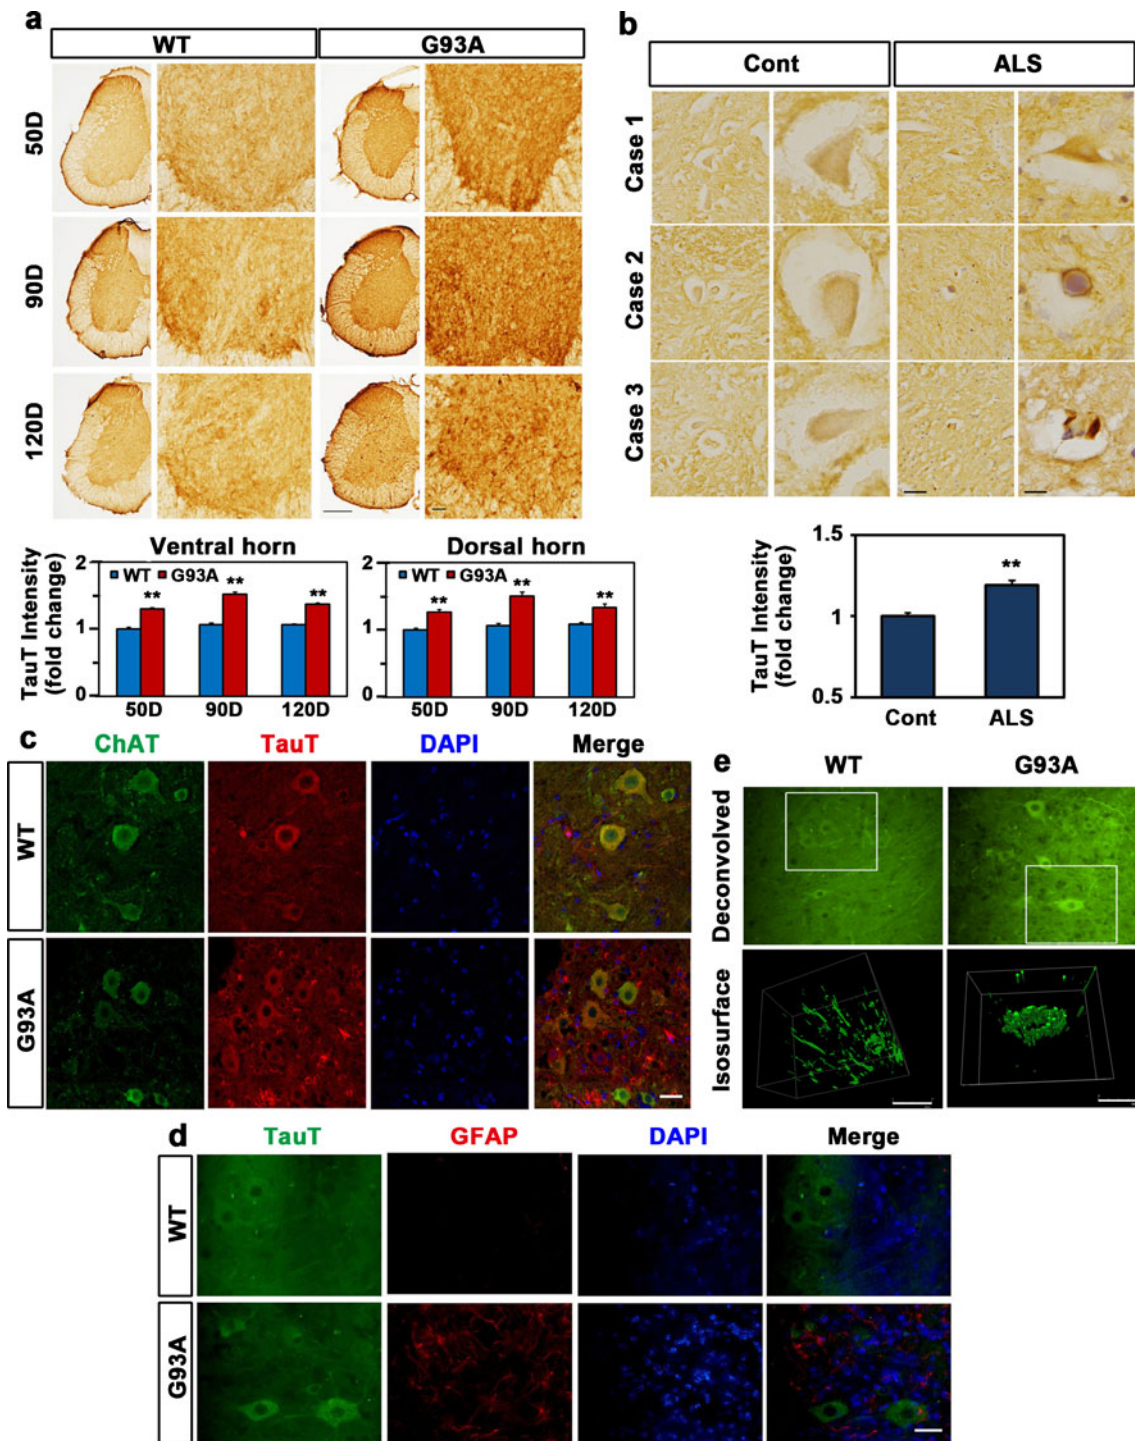 a
WT G93A
50D
90D
120D
b
Cont ALS
Case 1
Case 2
Case 3
Ventral horn
TauT Intensity
(fold change)
2
1
0
WT G93A
** ** **
50D 90D 120D
Dorsal horn
2
1
0
WT G93A
** ** **
50D 90D 120D
TauT Intensity
(fold change)
1.5
1
0.5
**
Cont ALS
c
ChAT TauT DAPI Merge
WT
G93A
e
WT G93A
Deconvolved
Isosurface
d
TauT GFAP DAPI Merge
WT
G93A